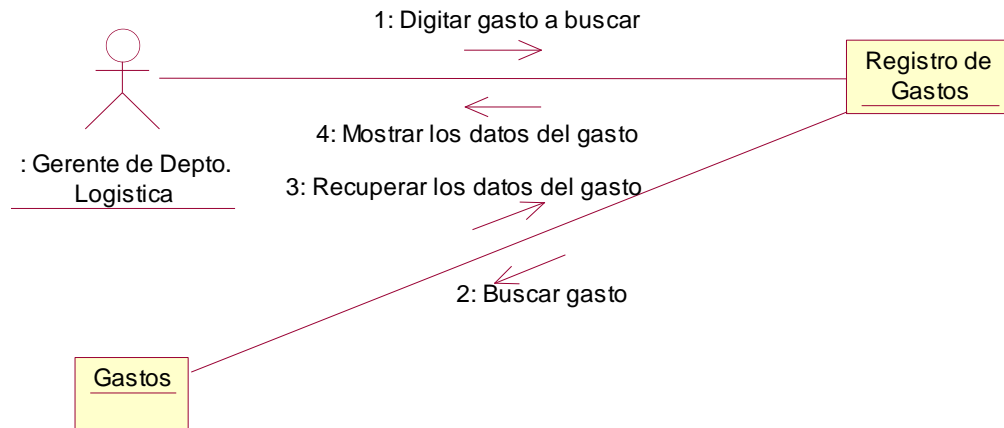 1: Digitar gasto a buscar
Registro de
Gastos
4: Mostrar los datos del gasto
: Gerente de Depto.
Logistica
3: Recuperar los datos del gasto
2: Buscar gasto
Gastos